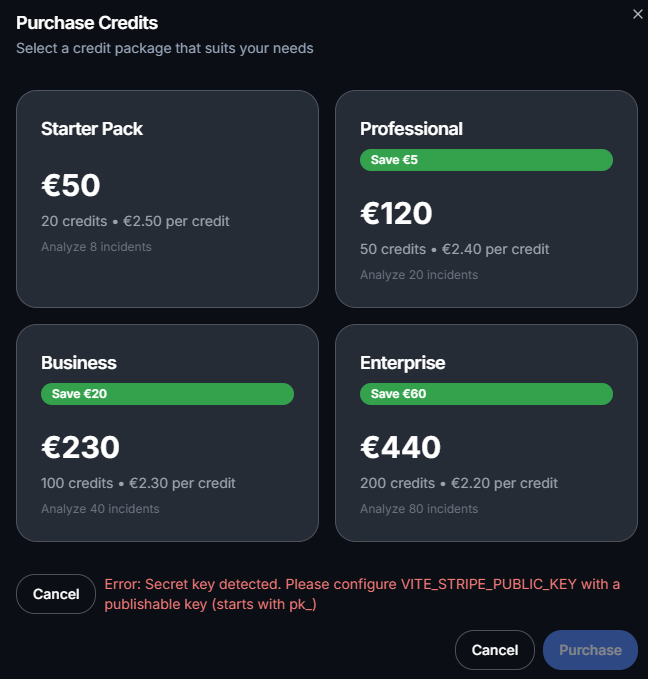 Purchase Credits
Select a credit package that suits your needs
Starter Pack
€50
20 credits • €2.50 per credit
Analyze 8 incidents
Professional
Save €5
€120
50 credits • €2.40 per credit
Analyze 20 incidents
Business
Save €20
€230
100 credits • €2.30 per credit
Analyze 40 incidents
Enterprise
Save €60
€440
200 credits • €2.20 per credit
Analyze 80 incidents
Cancel
Error: Secret key detected. Please configure VITE_STRIPE_PUBLIC_KEY with a
publishable key (starts with pk_)
Cancel
Purchase